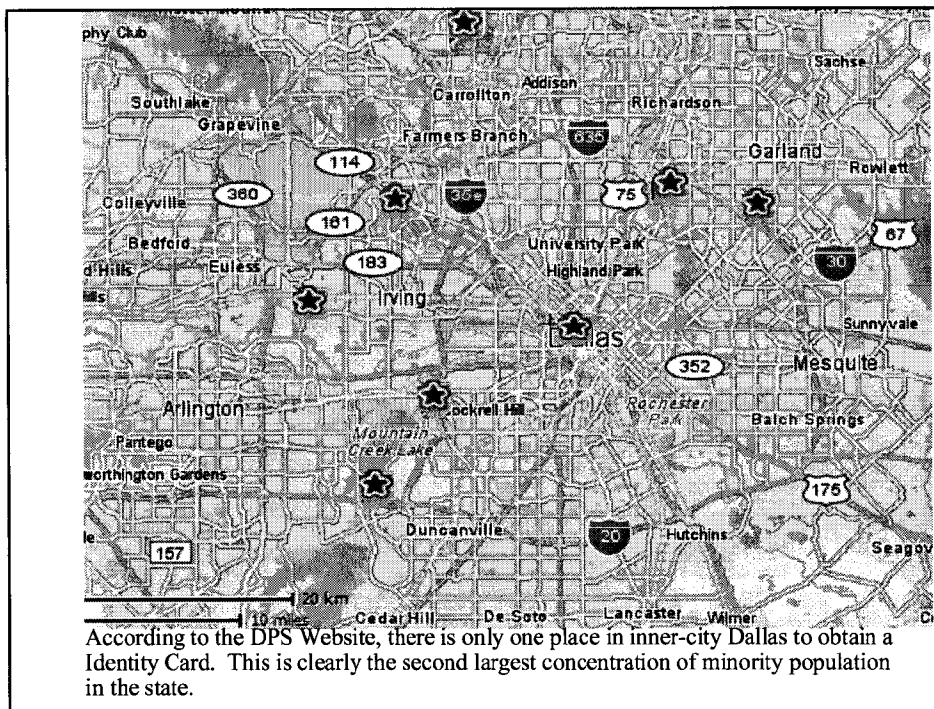 phy Club
Sachse
Addison
Carrollton
Richardson
Southlake
Grapevine
Farmers Branch
635
Garland
114
Rowlett
360
75
Colleyville
161
67
Bedford
University Park
30
d Hills
Euless
183
Highland Park
Irving
Dallas
Sunnyvale
352
Mesquite
Arlington
Cockrell Hill
Rochester
Park
Balch Springs
Pantego
Mountain
Creek Lake
worthington Gardens
175
Duncanville
20
Hutchins
157
Seagov
20 km
10 miles
Cedar Hill
De Soto
Lancaster
Wilmer
According to the DPS Website, there is only one place in inner-city Dallas to obtain a
Identity Card. This is clearly the second largest concentration of minority population
in the state.